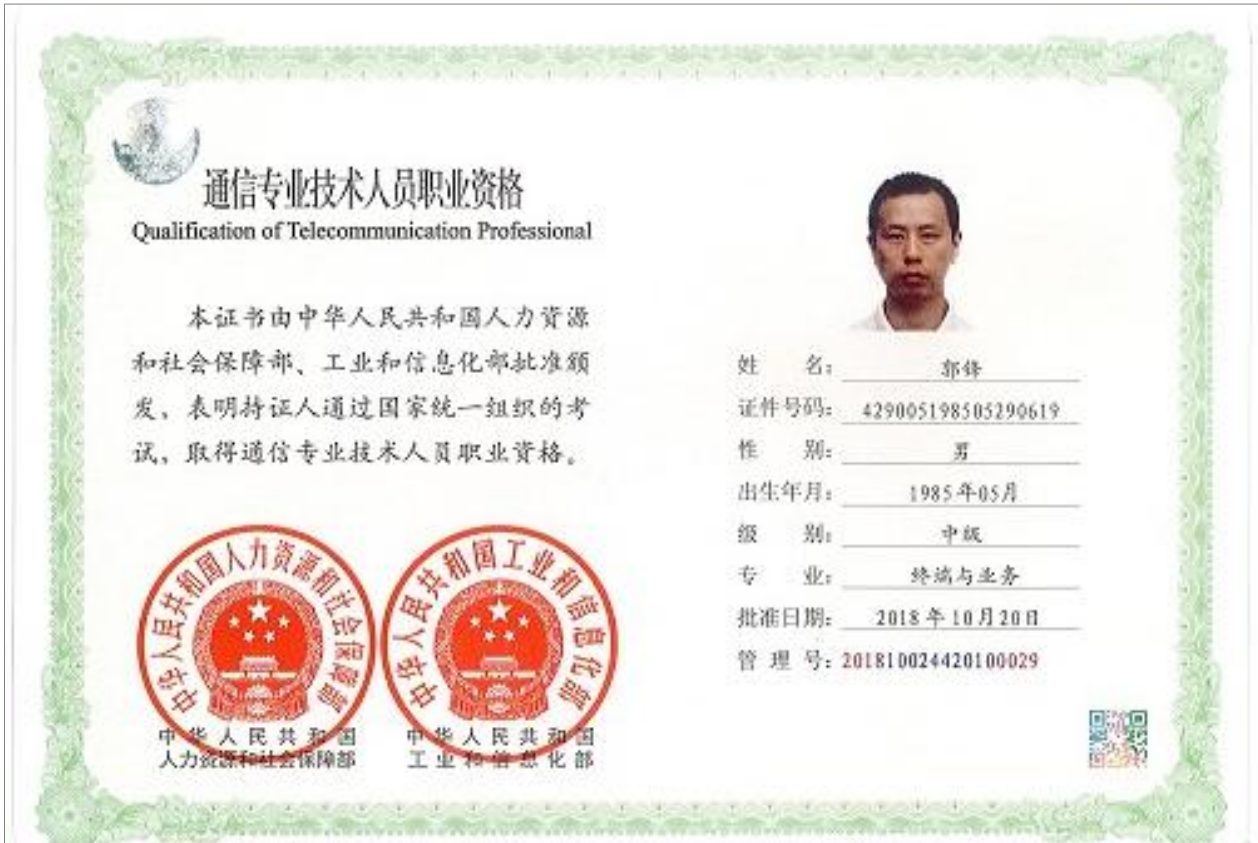 通信专业技术人员职业资格
Qualification of Telecommunication Professional
本证书由中华人民共和国人力资源
和社会保障部、工业和信息化部批准颁
发，表明持证人通过国家统一组织的考
试，取得通信专业技术人员职业资格。
中华人民共和国人力资源和社会保障部
中华人民共和国工业和信息化部
中华人民共和国
人力资源和社会保障部
中华人民共和国
工业和信息化部
姓名：郭锋
证件号码：429005198505290619
性别：男
出生年月：1985年05月
级别：中级
专业：终端与业务
批准日期：2018年10月20日
管理号：201810024420100029